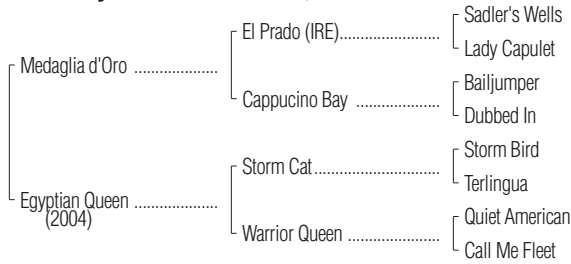 Sadler's Wells
El Prado (IRE)....................
Lady Capulet
Medaglia d'Oro ....................
Bailjumper
Cappucino Bay ....................
Dubbed In
Storm Bird
Storm Cat..............................
Terlingua
Egyptian Queen ....................
(2004)
Quiet American
Warrior Queen ....................
Call Me Fleet